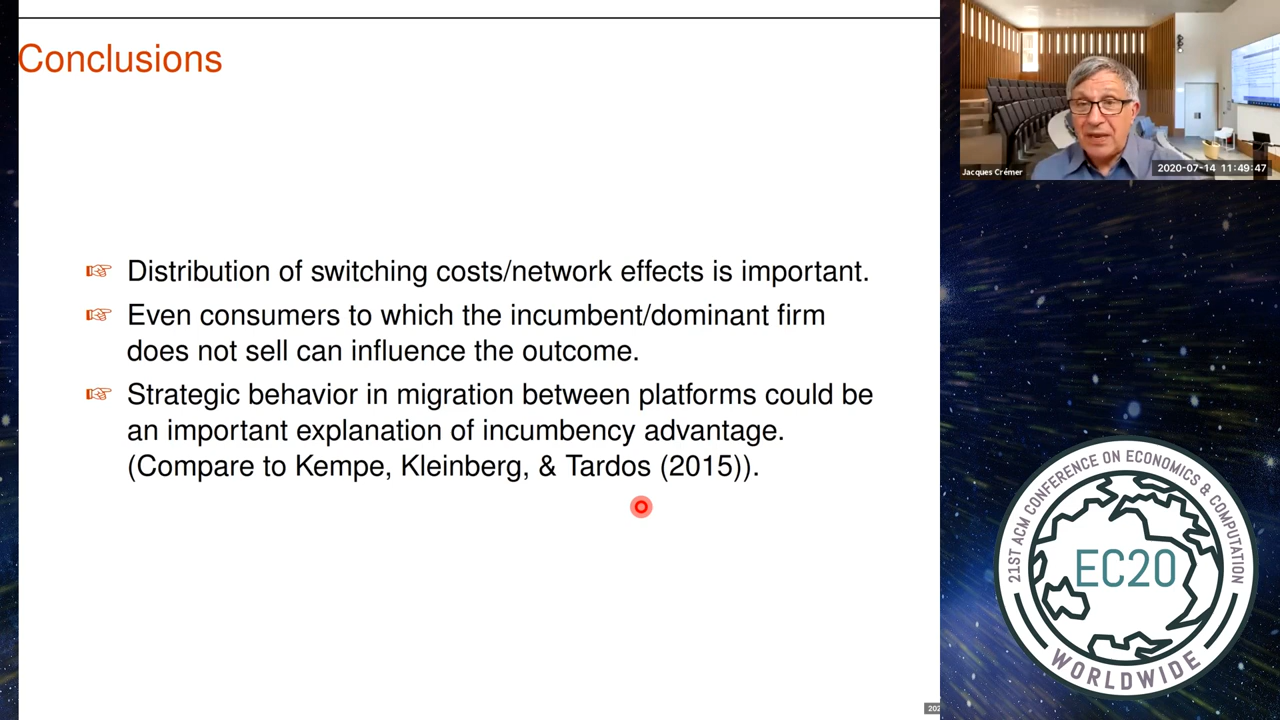 Conclusions
Distribution of switching costs/network effects is important.
Even consumers to which the incumbent/dominant firm
does not sell can influence the outcome.
Strategic behavior in migration between platforms could be
an important explanation of incumbency advantage.
(Compare to Kempe, Kleinberg, & Tardos (2015)).
Jacques Crémer
2020-07-14 11:49:47
21ST ACM CONFERENCE ON ECONOMICS & COMPUTATION
EC20
WORLDWIDE